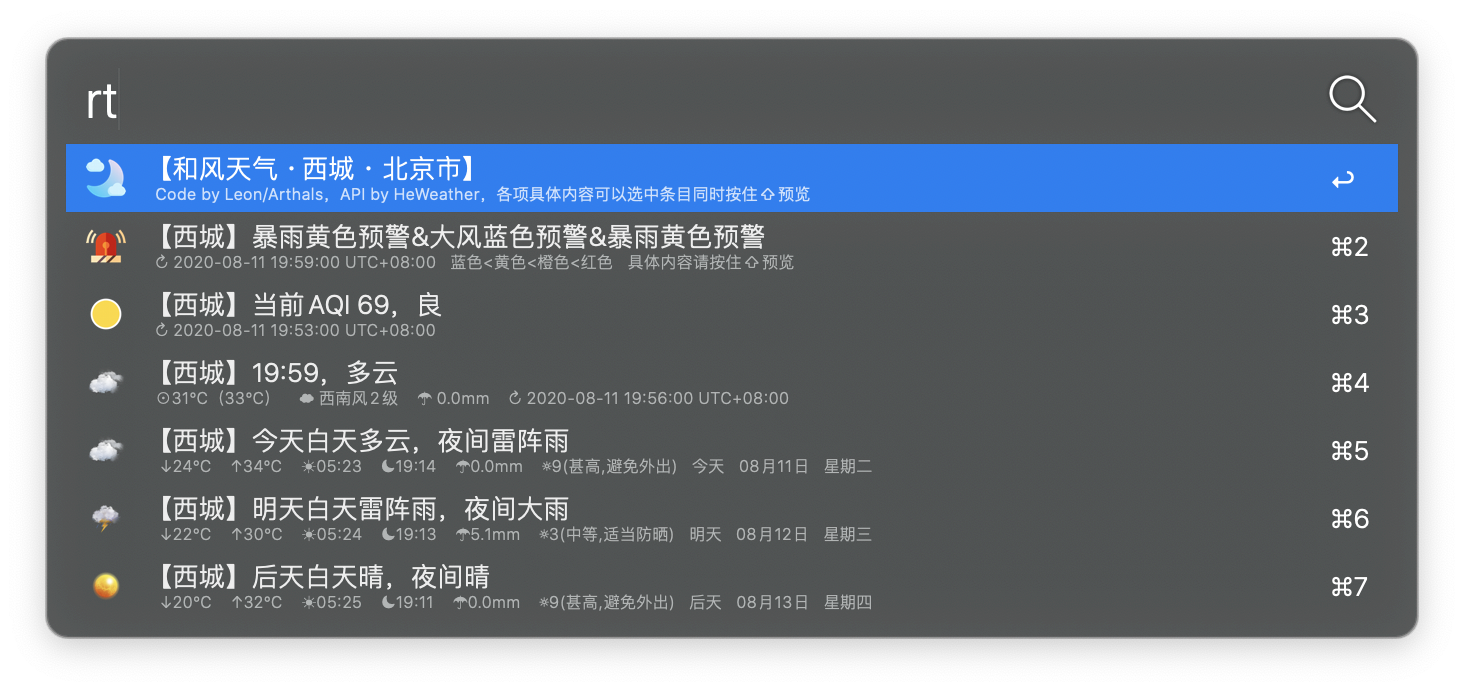 rt
【和风天气 · 西城 · 北京市】
Code by Leon/Arthals，API by HeWeather，各项具体内容可以选中条目同时按住⇧预览
↩
【西城】暴雨黄色预警&大风蓝色预警&暴雨黄色预警
↻ 2020-08-11 19:59:00 UTC+08:00 蓝色<黄色<橙色<红色 具体内容请按住⇧预览
⌘2
【西城】当前 AQI 69，良
↻ 2020-08-11 19:53:00 UTC+08:00
⌘3
【西城】19:59，多云
⊙31°C（33°C） ☁西南风2级 ☂ 0.0mm ↻ 2020-08-11 19:56:00 UTC+08:00
⌘4
【西城】今天白天多云，夜间雷阵雨
↓24°C ↑34°C ☀05:23 ☾19:14 ☂0.0mm ☼9(甚高,避免外出) 今天 08月11日 星期二
⌘5
【西城】明天白天雷阵雨，夜间大雨
↓22°C ↑30°C ☀05:24 ☾19:13 ☂5.1mm ☼3(中等,适当防晒) 明天 08月12日 星期三
⌘6
【西城】后天白天晴，夜间晴
↓20°C ↑32°C ☀05:25 ☾19:11 ☂0.0mm ☼9(甚高,避免外出) 后天 08月13日 星期四
⌘7